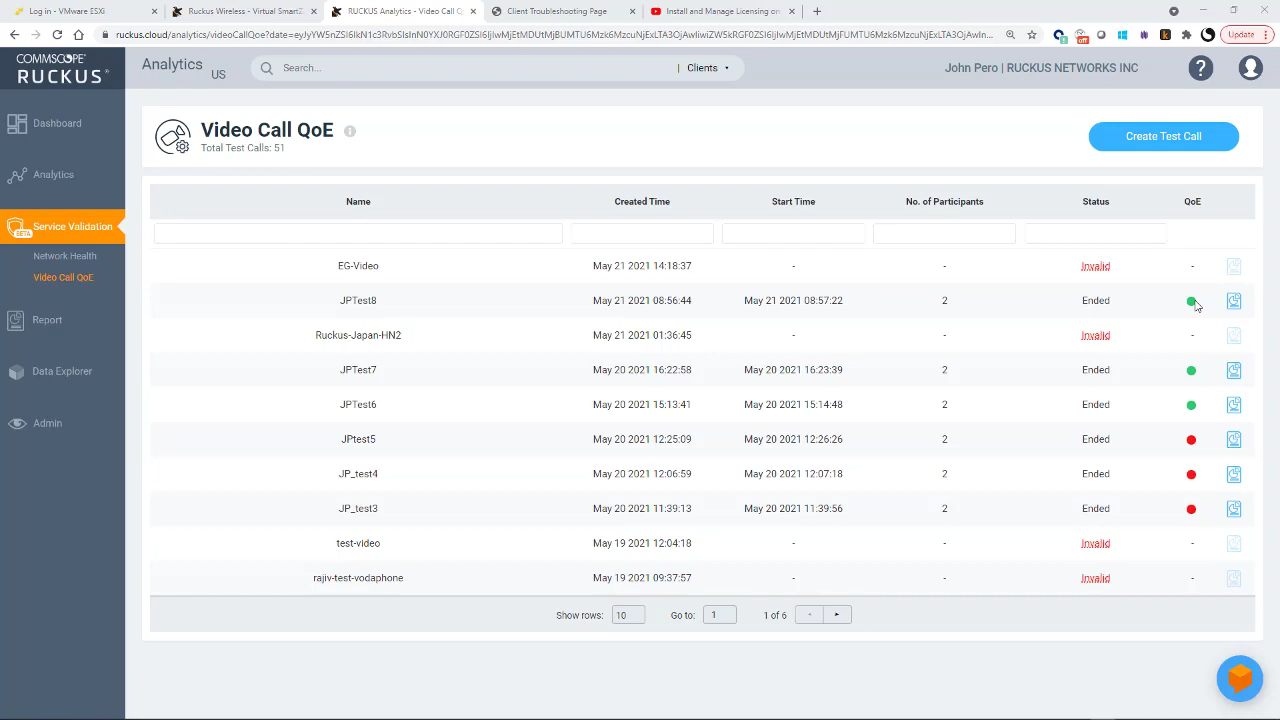 Log in - VMware ESXi
Ruckus Wireless - Virtual SmartZ
RUCKUS Analytics - Video Call Qo
Client Troubleshooting Page
Install and Manage Licensing on
Update
COMMSCOPE
RUCKUS
Analytics
US
Search...
Clients
John Pero | RUCKUS NETWORKS INC
?
Dashboard
Analytics
BETA
Service Validation
Network Health
Video Call QoE
Report
Data Explorer
Admin
Video Call QoE
Total Test Calls: 51
Create Test Call
Name Created Time Start Time No. of Participants Status QoE
EG-Video May 21 2021 14:18:37 - - Invalid -
JPTest8 May 21 2021 08:56:44 May 21 2021 08:57:22 2 Ended
Ruckus-Japan-HN2 May 21 2021 01:36:45 - - Invalid -
JPTest7 May 20 2021 16:22:58 May 20 2021 16:23:39 2 Ended
JPTest6 May 20 2021 15:13:41 May 20 2021 15:14:48 2 Ended
JPtest5 May 20 2021 12:25:09 May 20 2021 12:26:26 2 Ended
JP_test4 May 20 2021 12:06:59 May 20 2021 12:07:18 2 Ended
JP_test3 May 20 2021 11:39:13 May 20 2021 11:39:56 2 Ended
test-video May 19 2021 12:04:18 - - Invalid -
rajiv-test-vodaphone May 19 2021 09:37:57 - - Invalid -
Show rows: 10 Go to: 1 1 of 6